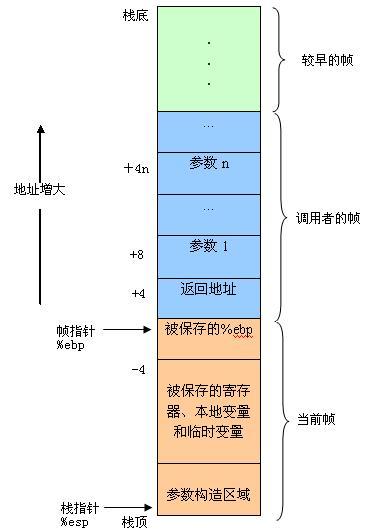 栈底
较早的帧
...
地址增大
+4n
参数 n
...
调用者的帧
+8
参数 1
+4
返回地址
帧指针
%ebp
被保存的%ebp
-4
被保存的寄存
器、本地变量
和临时变量
当前帧
参数构造区域
栈指针
%esp
栈顶